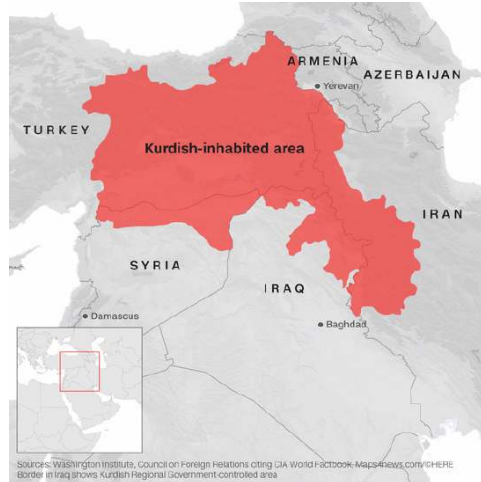 ARMENIA
AZERBAIJAN
Yerevan
TURKEY
Kurdish-inhabited area
IRAN
SYRIA
IRAQ
Damascus
Baghdad
Sources: Washington Institute, Council on Foreign Relations citing CIA World Factbook, Maps4news.com/©HERE
Border in Iraq shows Kurdish Regional Government-controlled area